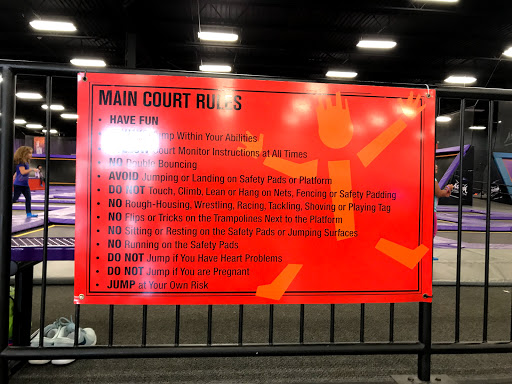 MAIN COURT RULES
• HAVE FUN
• Jump Within Your Abilities
• Court Monitor Instructions at All Times
• NO Double Bouncing
• AVOID Jumping or Landing on Safety Pads or Platform
• DO NOT Touch, Climb, Lean or Hang on Nets, Fencing or Safety Padding
• NO Rough-Housing, Wrestling, Racing, Tackling, Shoving or Playing Tag
• NO Flips or Tricks on the Trampolines Next to the Platform
• NO Sitting or Resting on the Safety Pads or Jumping Surfaces
• NO Running on the Safety Pads
• DO NOT Jump if You Have Heart Problems
• DO NOT Jump if You are Pregnant
• JUMP at Your Own Risk